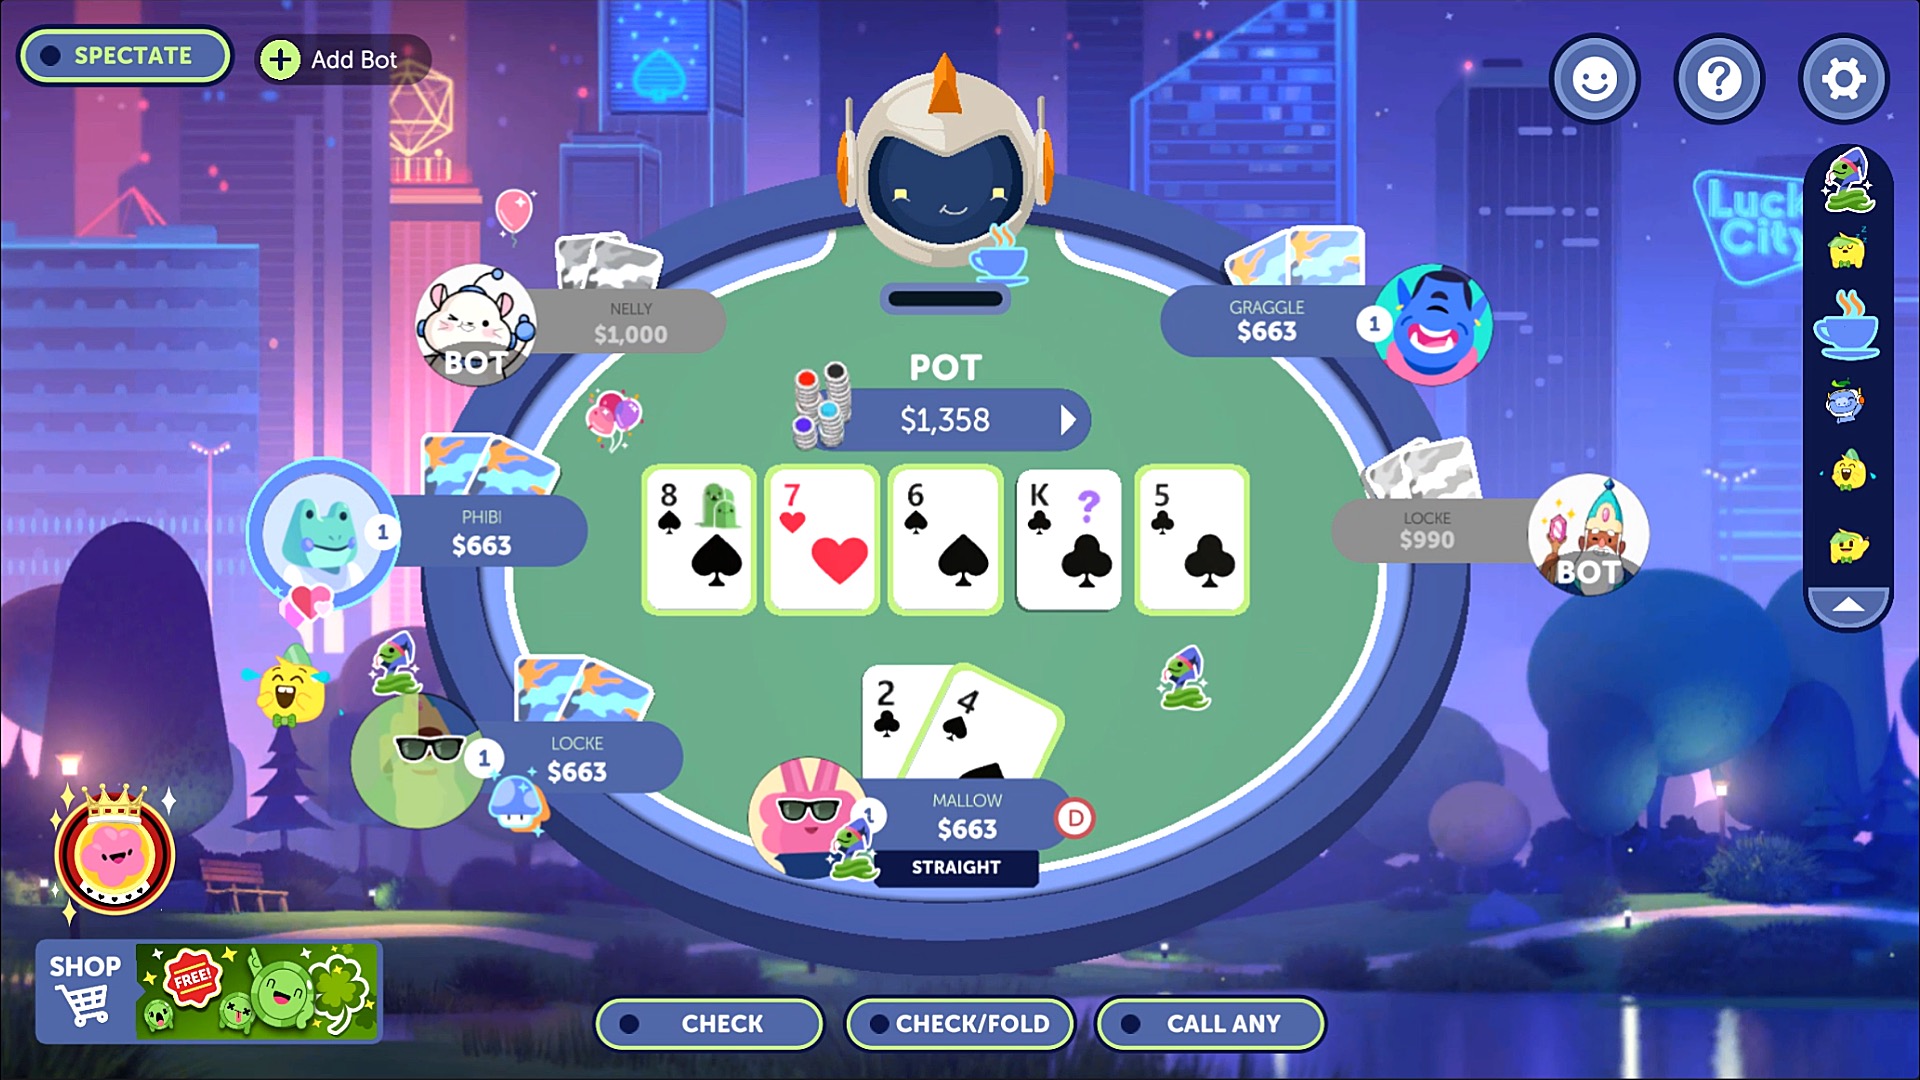 SPECTATE
Add Bot
Luck
City
NELLY
$1,000
BOT
GRAGGLE
$663
1
POT
$1,358
PHIBI
$663
1
8
7
6
K ?
5
LOCKE
$990
BOT
2
4
LOCKE
$663
1
MALLOW
$663
1
D
STRAIGHT
SHOP
FREE!
CHECK
CHECK/FOLD
CALL ANY